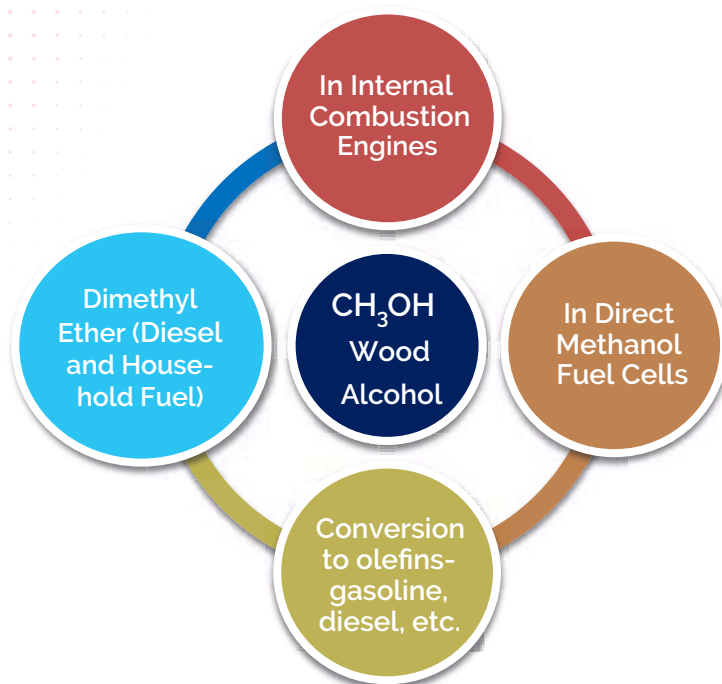 In Internal
Combustion
Engines
Dimethyl
Ether (Diesel
and House-
hold Fuel)
CH₃OH
Wood
Alcohol
In Direct
Methanol
Fuel Cells
Conversion
to olefins-
gasoline,
diesel, etc.